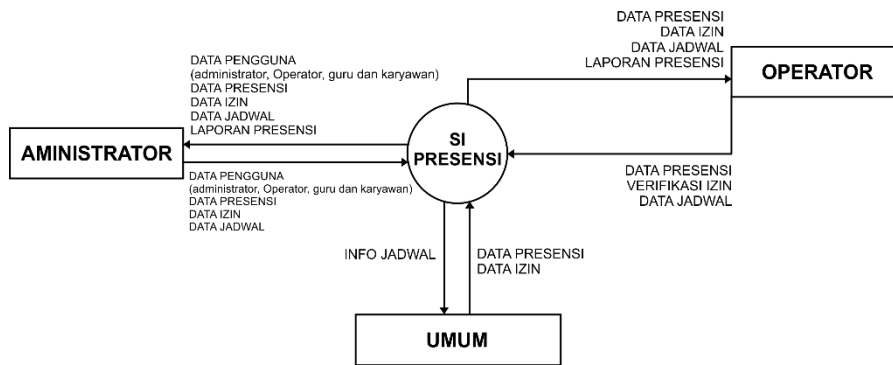 DATA PRESENSI
DATA IZIN
DATA JADWAL
LAPORAN PRESENSI
OPERATOR
DATA PENGGUNA
(administrator, Operator, guru dan karyawan)
DATA PRESENSI
DATA IZIN
DATA JADWAL
LAPORAN PRESENSI
AMINISTRATOR
SI
PRESENSI
DATA PENGGUNA
(administrator, Operator, guru dan karyawan)
DATA PRESENSI
DATA IZIN
DATA JADWAL
DATA PRESENSI
VERIFIKASI IZIN
DATA JADWAL
INFO JADWAL
DATA PRESENSI
DATA IZIN
UMUM